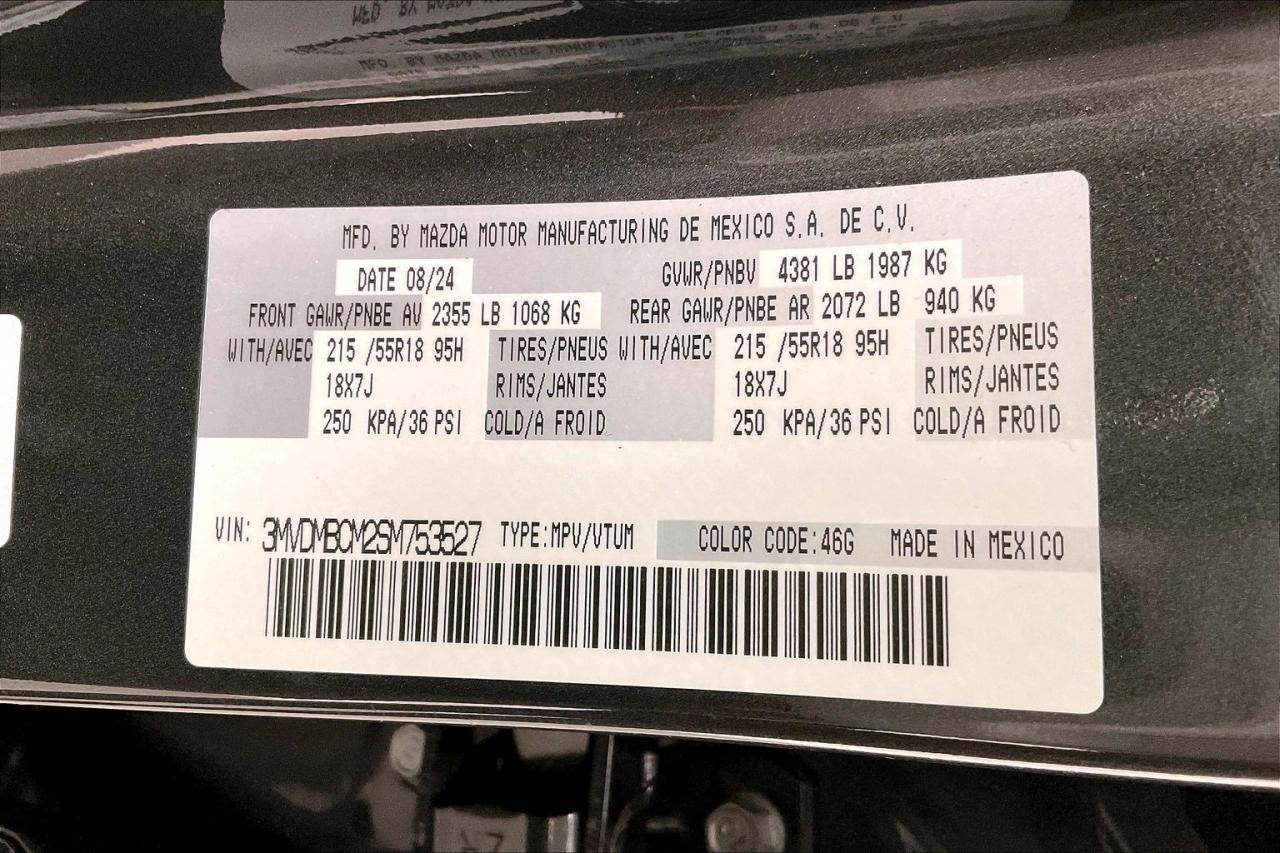 MFD. BY MAZDA MOTOR MANUFACTURING DE MEXICO S.A. DE C.V.
DATE 08/24 GVWR/PNBV 4381 LB 1987 KG
FRONT GAWR/PNBE AV 2355 LB 1068 KG REAR GAWR/PNBE AR 2072 LB 940 KG
WITH/AVEC 215 /55R18 95H TIRES/PNEUS WITH/AVEC 215 /55R18 95H TIRES/PNEUS
18X7J RIMS/JANTES 18X7J RIMS/JANTES
250 KPA/36 PSI COLD/A FROID 250 KPA/36 PSI COLD/A FROID
VIN: 3MVDMBCM2SM753527 TYPE:MPV/VTUM COLOR CODE:46G MADE IN MEXICO